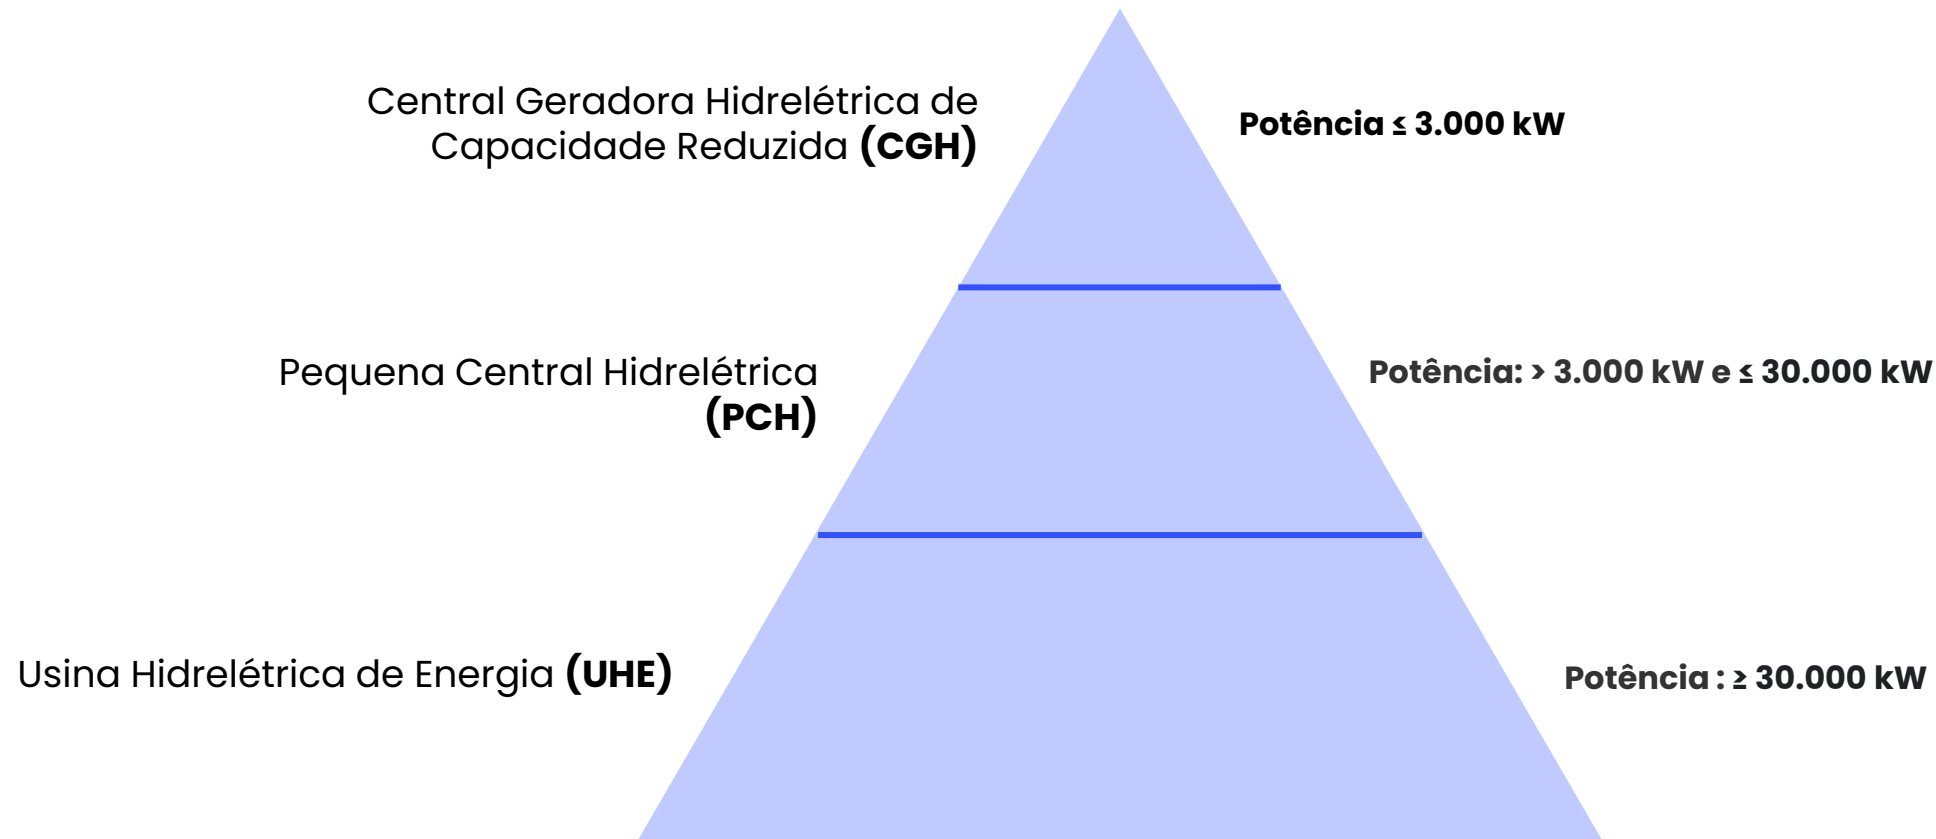 Central Geradora Hidrelétrica de
Capacidade Reduzida (CGH)
Potência ≤ 3.000 kW
Pequena Central Hidrelétrica
(PCH)
Potência: > 3.000 kW e ≤ 30.000 kW
Usina Hidrelétrica de Energia (UHE)
Potência : ≥ 30.000 kW